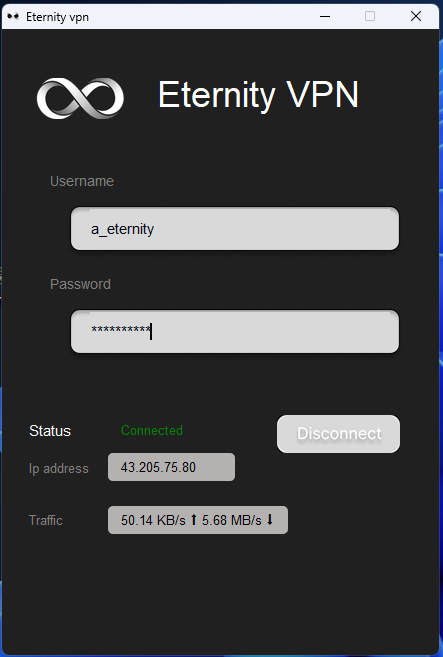 Eternity vpn
Eternity VPN
Username
a_eternity
Password
**********
Status Connected Disconnect
Ip address 43.205.75.80
Traffic 50.14 KB/s ⬆ 5.68 MB/s ⬇